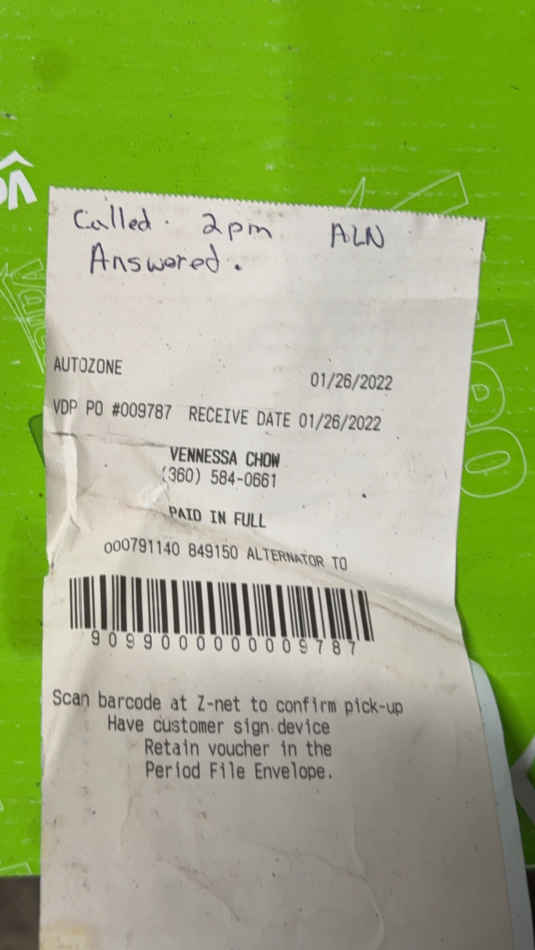 Called. 2pm ALN
Answered.
AUTOZONE 01/26/2022
VDP PO #009787 RECEIVE DATE 01/26/2022
VENNESSA CHOW
(360) 584-0661
PAID IN FULL
000791140 849150 ALTERNATOR TO
9099000000009787
Scan barcode at Z-net to confirm pick-up
Have customer sign device
Retain voucher in the
Period File Envelope.